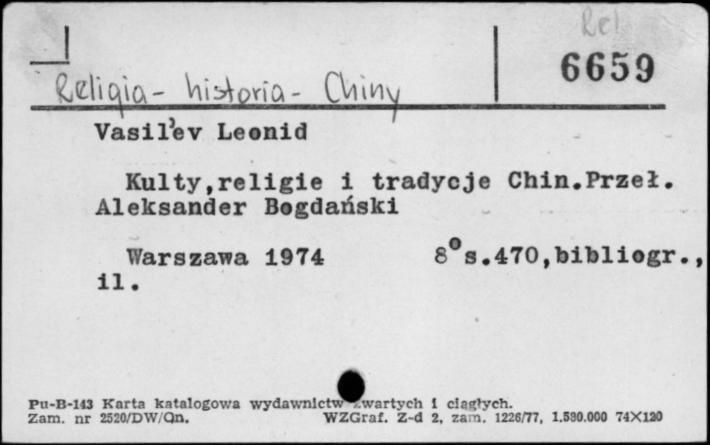 Rel
6659
Religia - historia - Chiny
Vasil'ev Leonid
Kulty,religie i tradycje Chin.Przeł.
Aleksander Bogdański
Warszawa 1974 8° s.470,bibliogr.,
il.
Pu-B-143 Karta katalogowa wydawnictw zwartych i ciągłych.
Zam. nr 2520/DW/Qn. WZGraf. Z-d 2, zam. 1226/77, 1.580.000 74X120